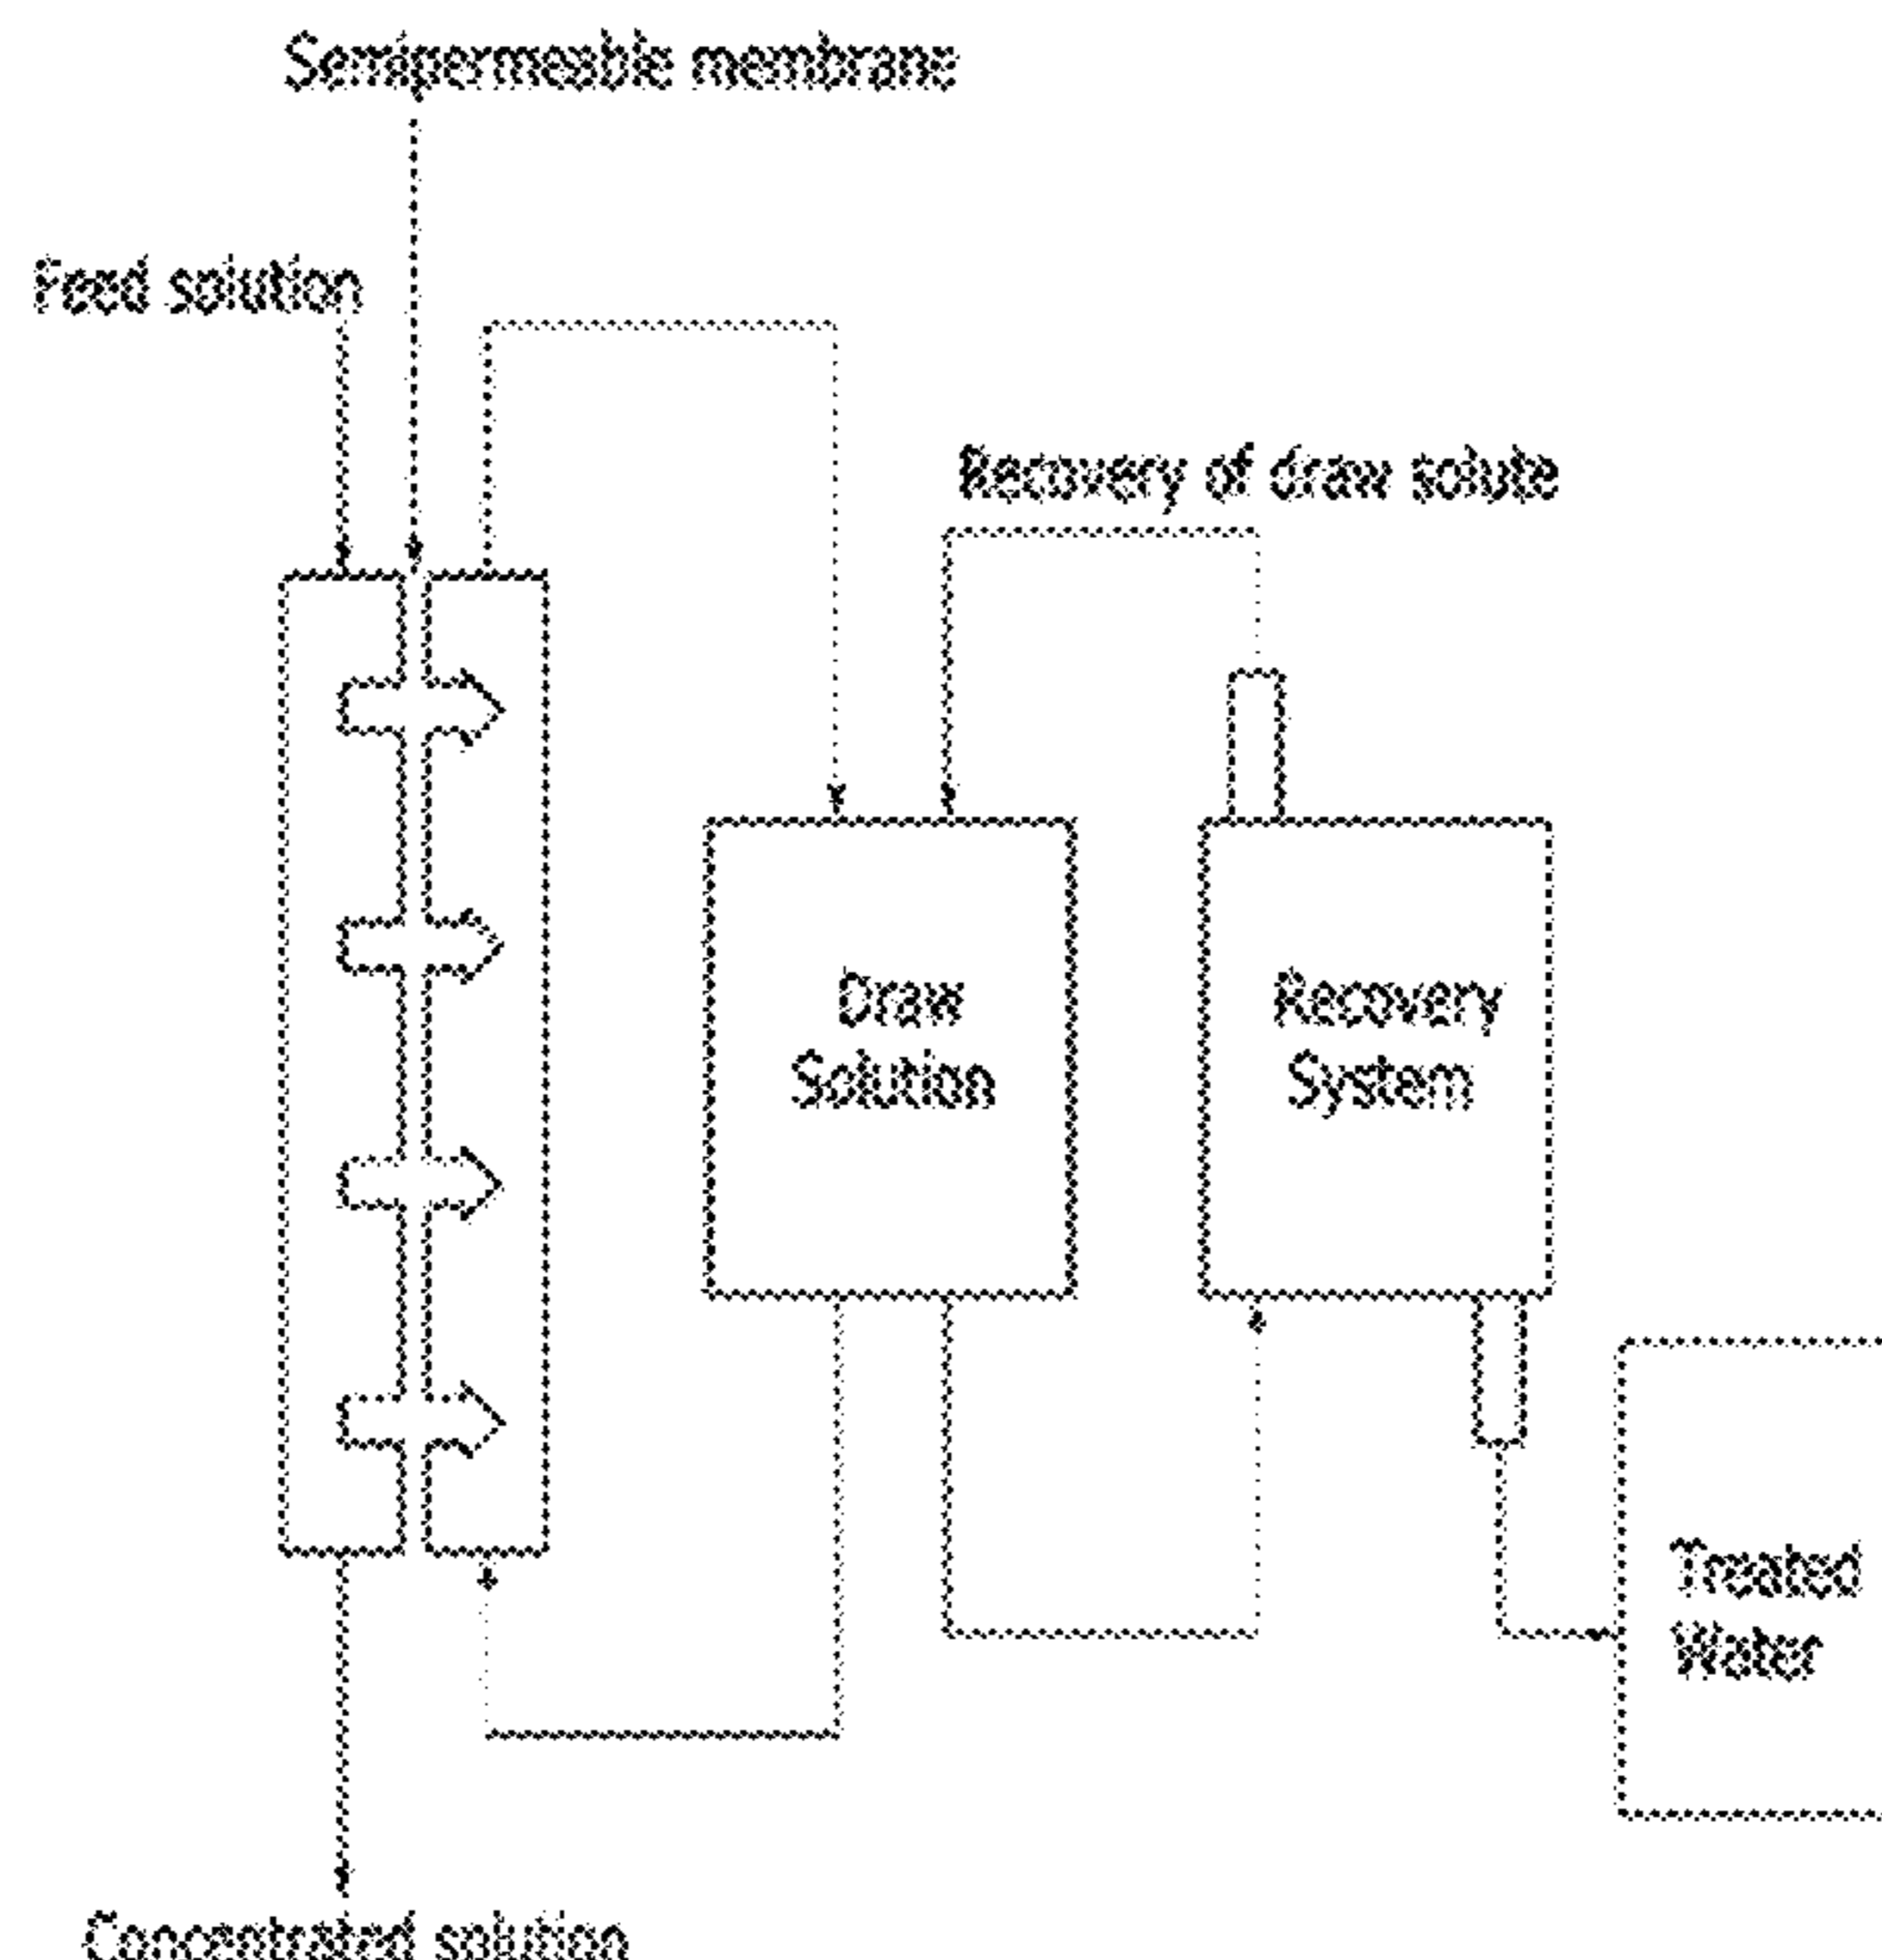 Semipermeable membrane
Feed solution
Recovery of draw solute
Draw
Solution
Recovery
System
Treated
Water
Concentrated solution